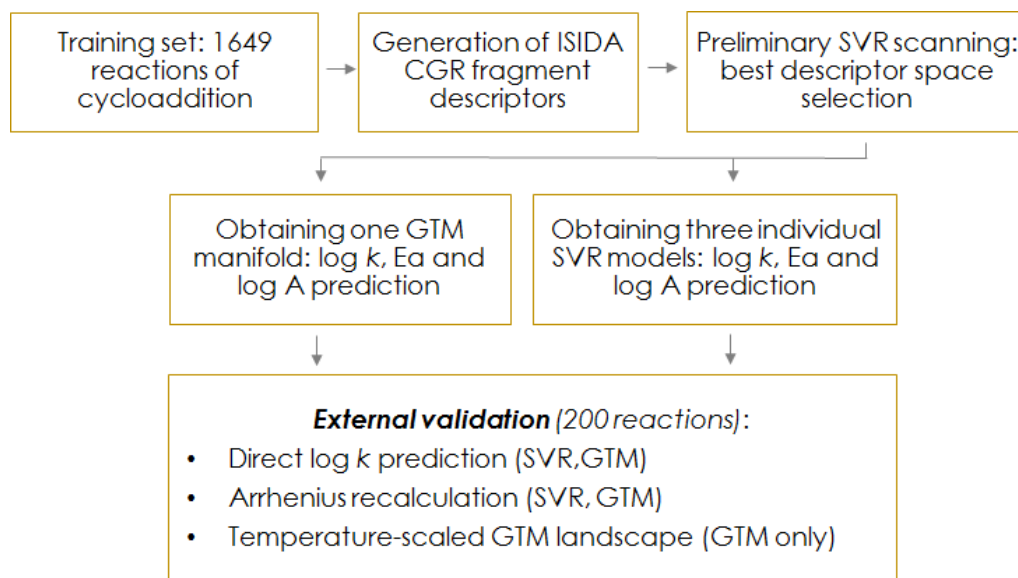 Training set: 1649
reactions of
cycloaddition
Generation of ISIDA
CGR fragment
descriptors
Preliminary SVR scanning:
best descriptor space
selection
Obtaining one GTM
manifold: log k, Ea and
log A prediction
Obtaining three individual
SVR models: log k, Ea and
log A prediction
External validation (200 reactions):
• Direct log k prediction (SVR,GTM)
• Arrhenius recalculation (SVR, GTM)
• Temperature-scaled GTM landscape (GTM only)